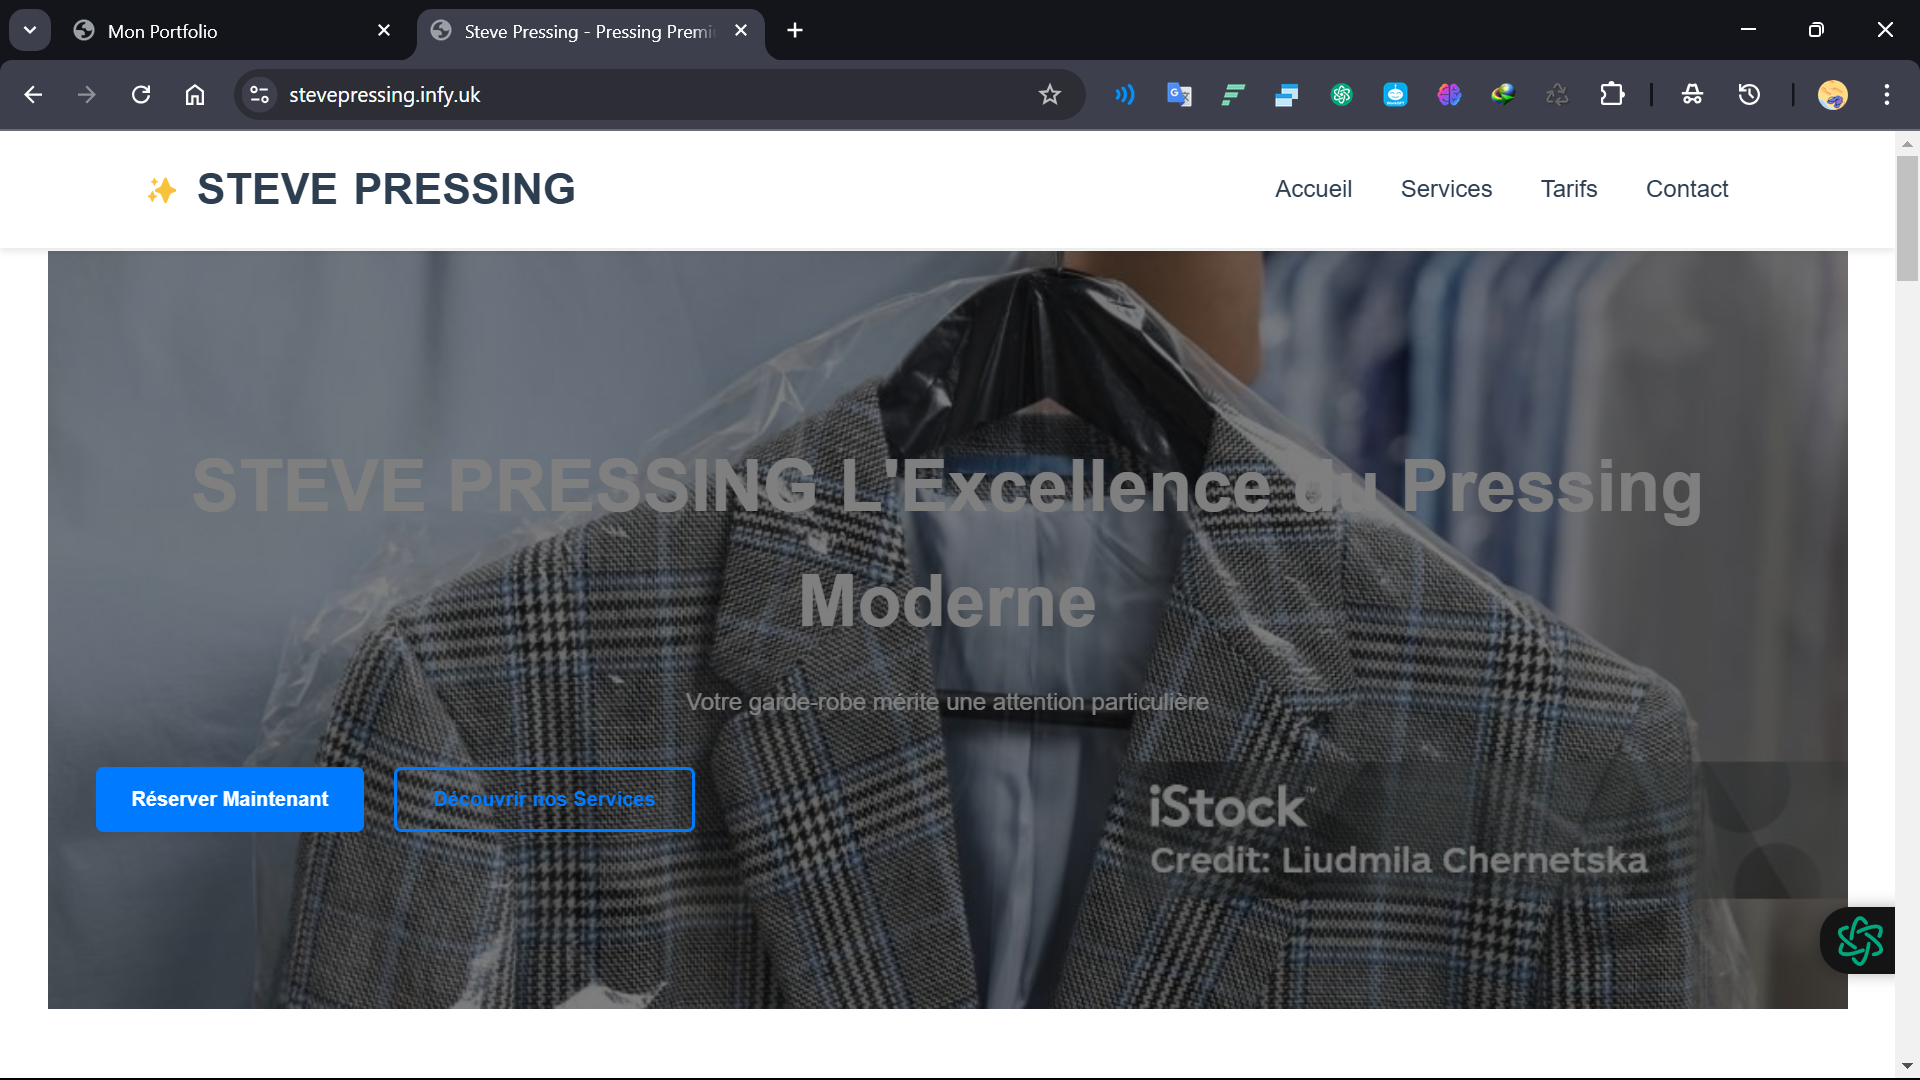 Mon Portfolio
Steve Pressing - Pressing Premi
stevepressing.infy.uk
STEVE PRESSING
Accueil Services Tarifs Contact
STEVE PRESSING L'Excellence du Pressing
Moderne
Votre garde-robe mérite une attention particulière
Réserver Maintenant Découvrir nos Services
iStock
Credit: Liudmila Chernetska